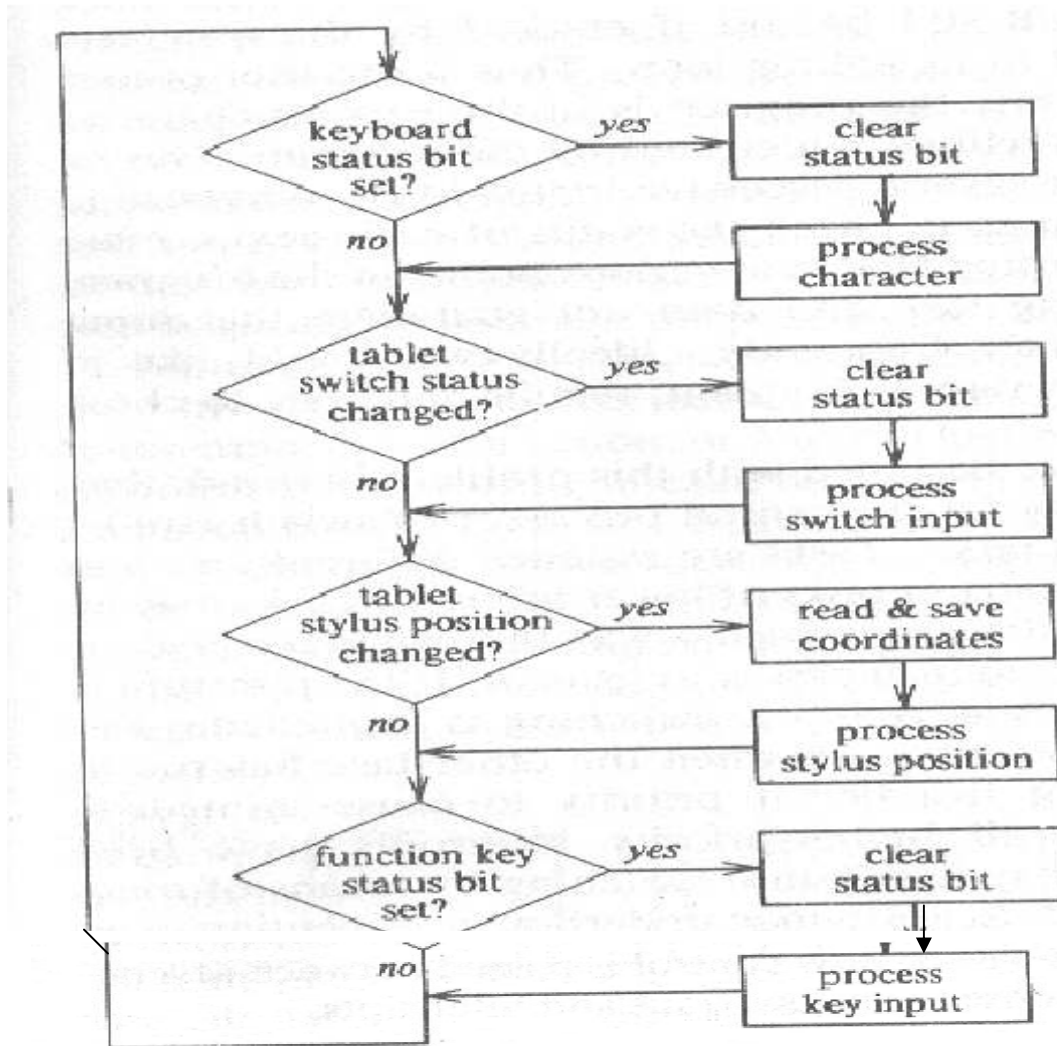 keyboard
status bit
set?
yes
clear
status bit
no
process
character
tablet
switch status
changed?
yes
clear
status bit
no
process
switch input
tablet
stylus position
changed?
yes
read & save
coordinates
no
process
stylus position
function key
status bit
set?
yes
clear
status bit
no
process
key input